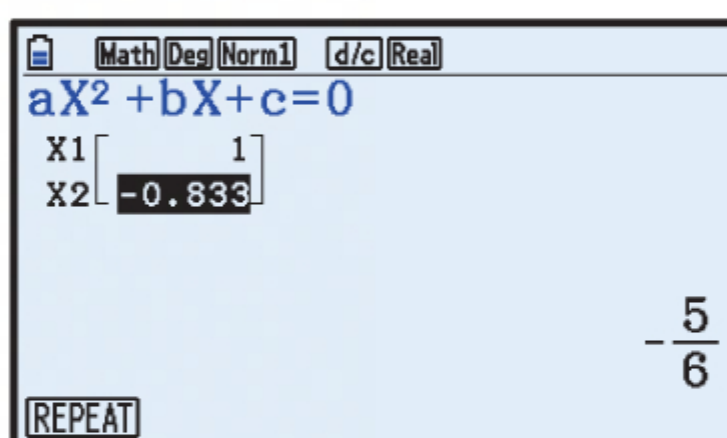 Math Deg Norm1 d/c Real
aX²+bX+c=0
X1[ 1]
X2[ -0.833]
-5/6
REPEAT